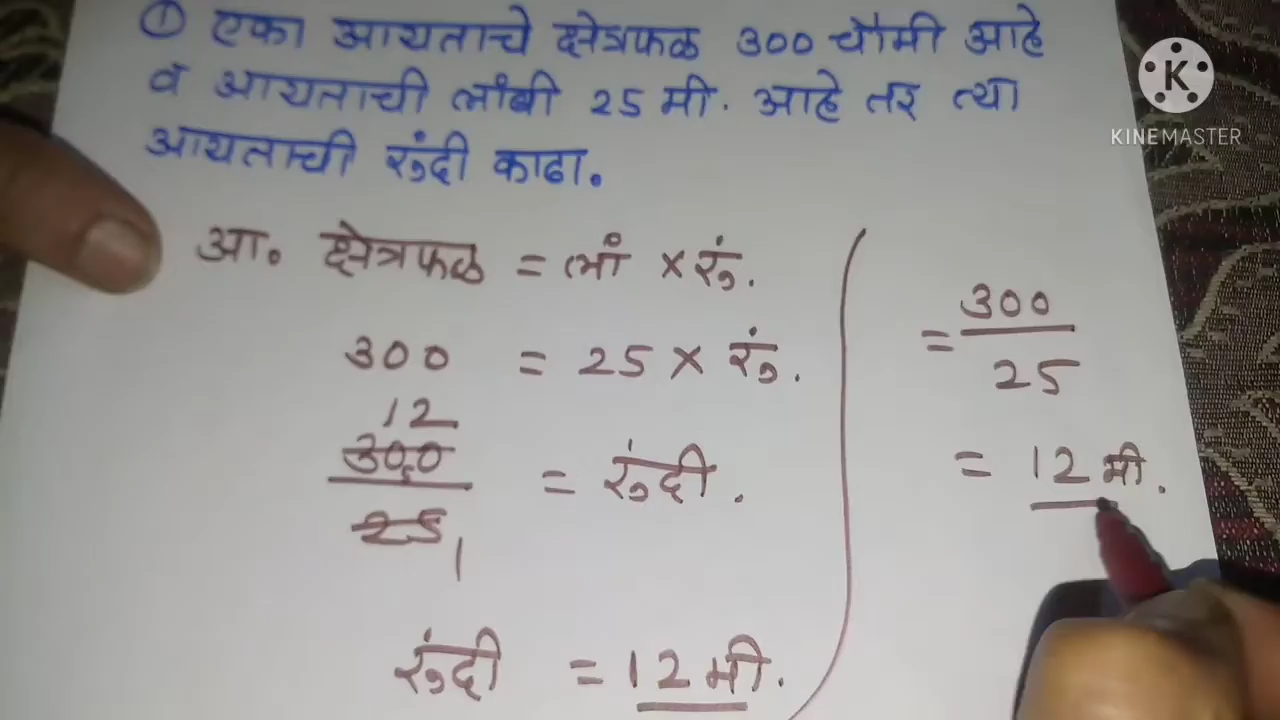 ① एका आयताचे क्षेत्रफळ 300 चौमी आहे
व आयताची लांबी 25 मी. आहे तर त्या
आयताची रुंदी काढा.
आ. क्षेत्रफळ = लां × रुं.
300 = 25 × रुं.
12
300
25
1
= रुंदी.
रुंदी = 12 मी.
= 300
25
= 12 मी.
K
KINEMASTER